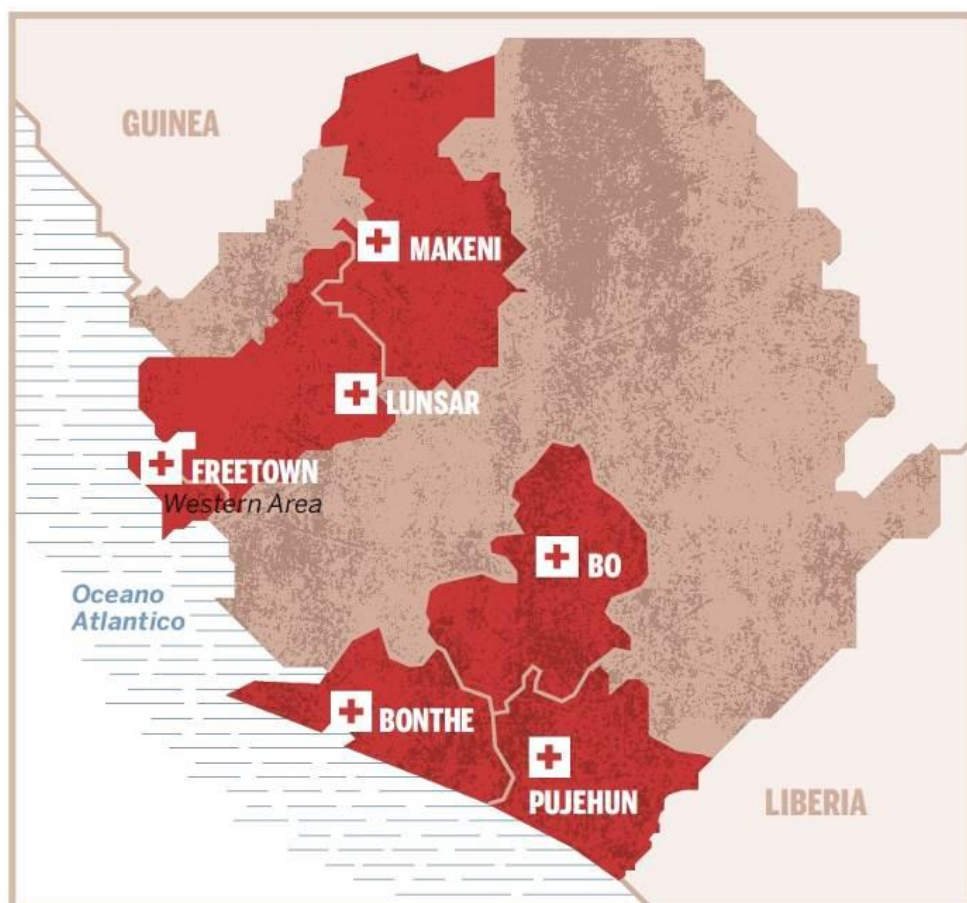 GUINEA
MAKENI
LUNSAR
FREETOWN
Western Area
BO
Oceano
Atlantico
BONTHE
PUJEHUN
LIBERIA